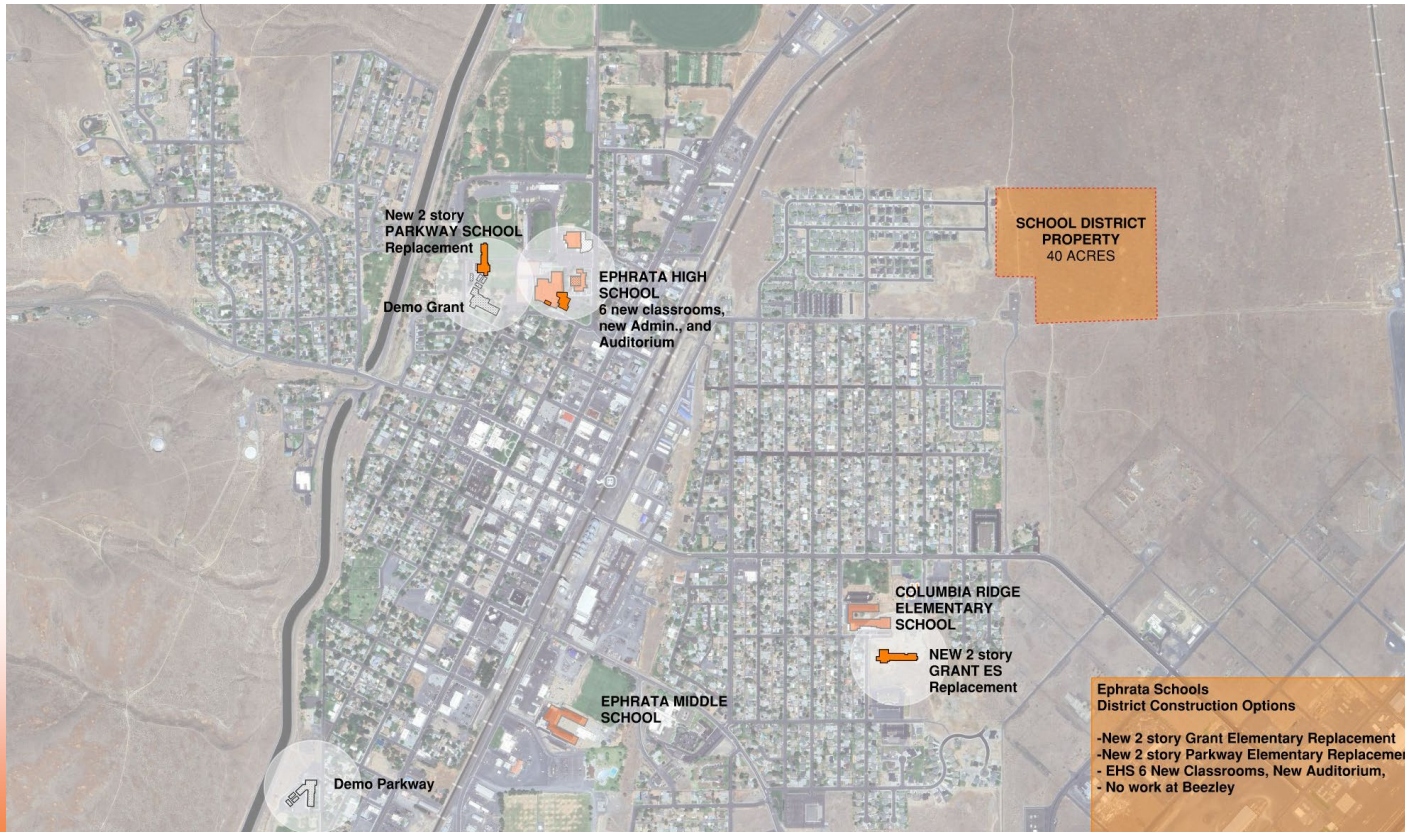 New 2 story
PARKWAY SCHOOL
Replacement
Demo Grant
EPHRATA HIGH
SCHOOL
6 new classrooms,
new Admin., and
Auditorium
SCHOOL DISTRICT
PROPERTY
40 ACRES
COLUMBIA RIDGE
ELEMENTARY
SCHOOL
NEW 2 story
GRANT ES
Replacement
EPHRATA MIDDLE
SCHOOL
Demo Parkway
Ephrata Schools
District Construction Options
-New 2 story Grant Elementary Replacement
-New 2 story Parkway Elementary Replacemen
- EHS 6 New Classrooms, New Auditorium,
- No work at Beezley